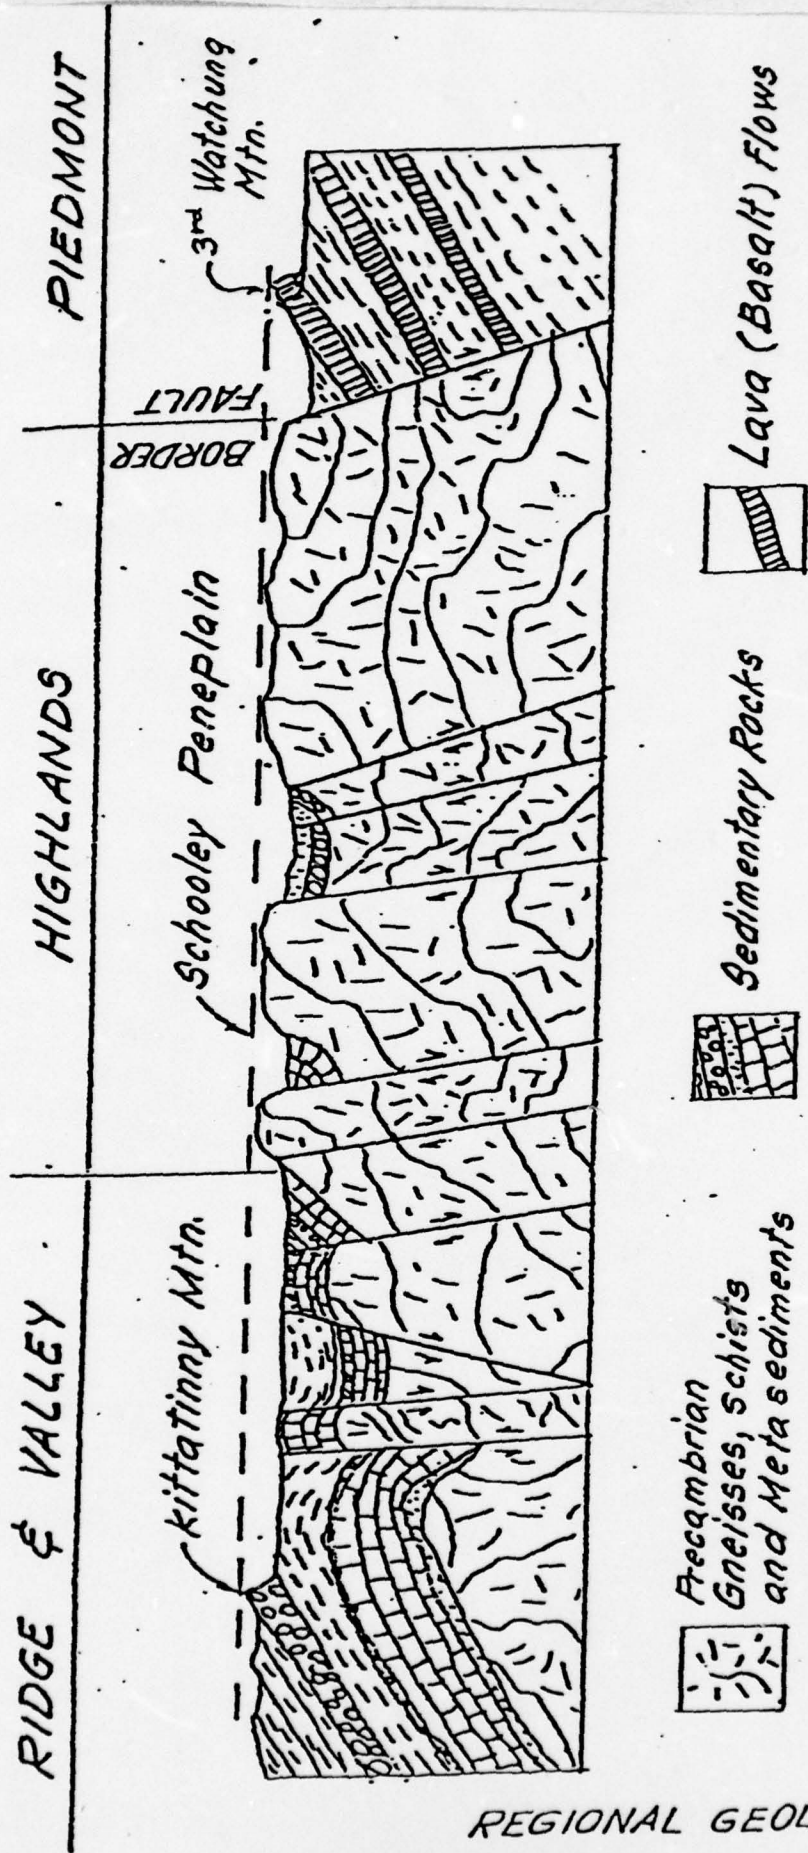 RIDGE & VALLEY
HIGHLANDS
PIEDMONT
Kittatinny Mtn.
Schooley Peneplain
3rd Watchung
Mtn.
BORDER
FAULT
Precambrian
Gneisses, Schists
and Meta sediments
Sedimentary Rocks
Lava (Basalt) Flows
REGIONAL